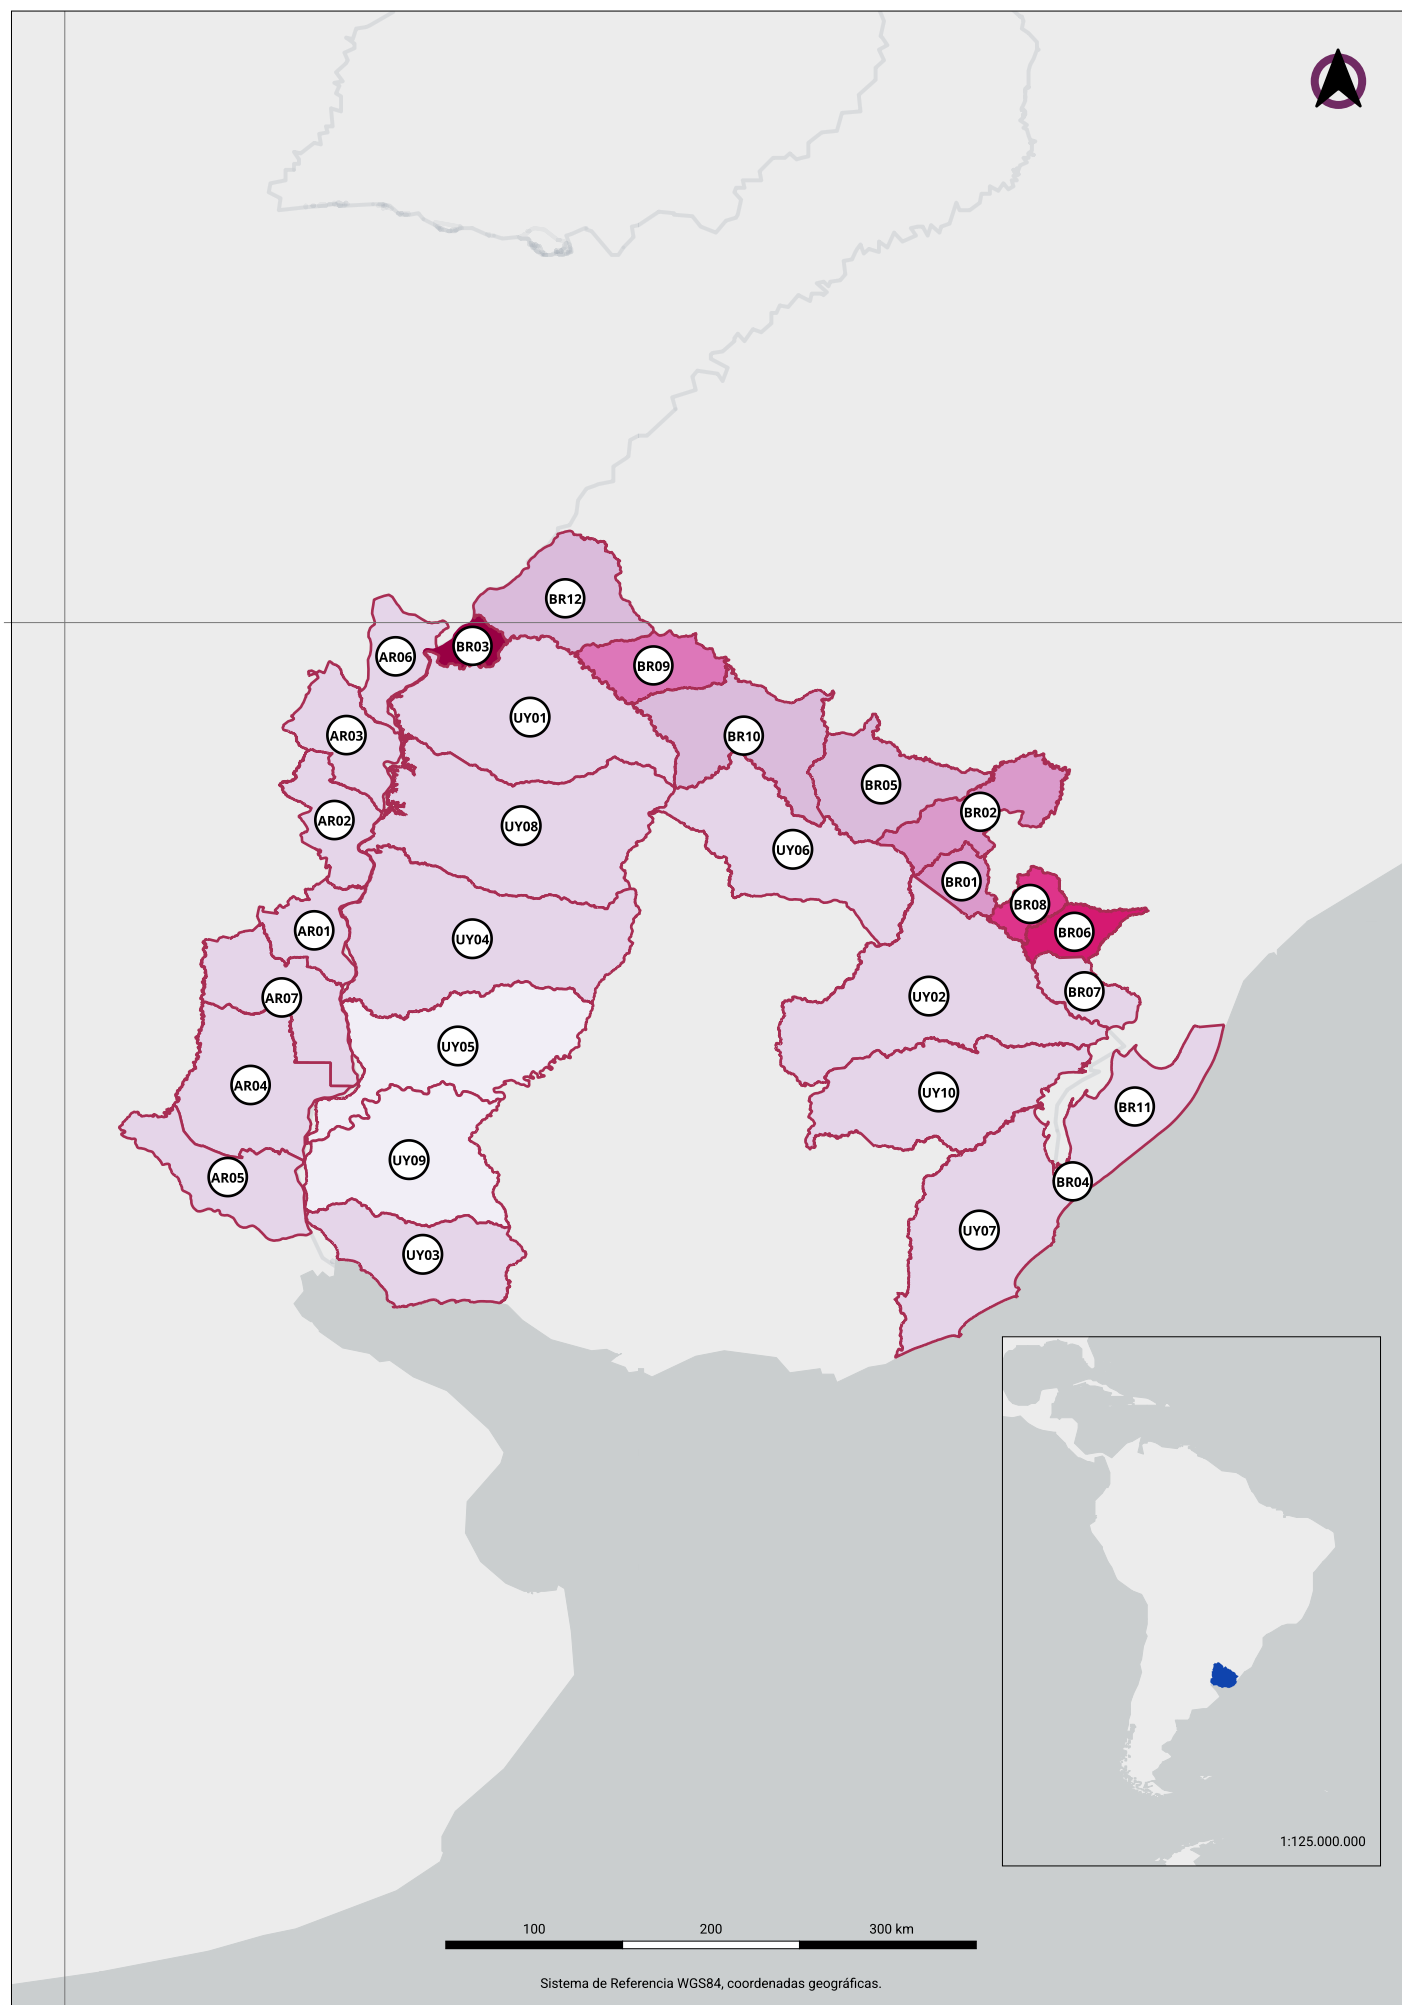 BR12
BR03
AR06
BR09
UY01
AR03
BR10
BR05
BR02
AR02
UY08
UY06
BR01
BR08
AR01
BR06
UY04
BR07
UY02
AR07
UY05
AR04
UY10
BR11
UY09
AR05
BR04
UY07
UY03
1:125.000.000
100 200 300 km
Sistema de Referencia WGS84, coordenadas geográficas.